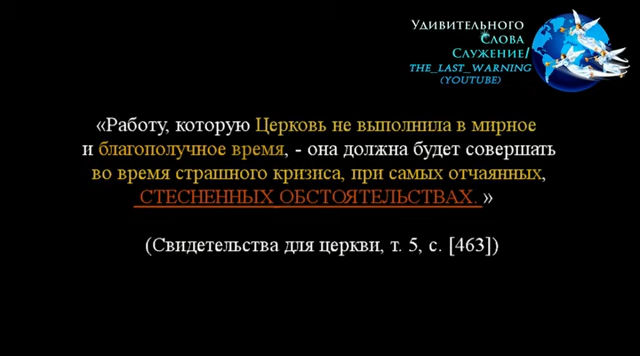 Удивительного
Слова
Служение/
THE_LAST_WARNING
(YOUTUBE)
«Работу, которую Церковь не выполнила в мирное
и благополучное время, - она должна будет совершать
во время страшного кризиса, при самых отчаянных,
СТЕСНЕННЫХ ОБСТОЯТЕЛЬСТВАХ. »
(Свидетельства для церкви, т. 5, с. [463])